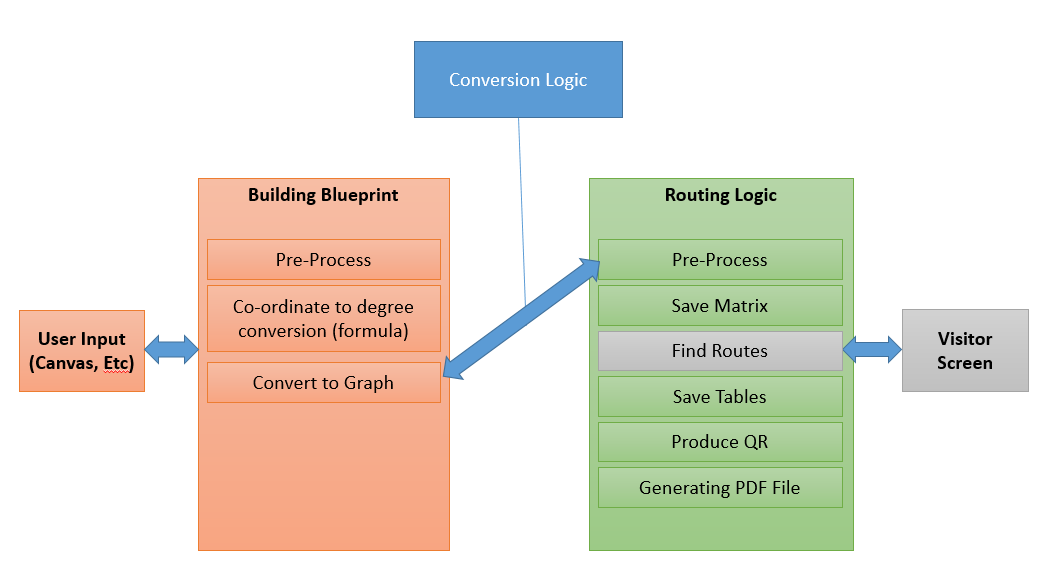 Conversion Logic
Building Blueprint
Pre-Process
Co-ordinate to degree
conversion (formula)
Convert to Graph
User Input
(Canvas, Etc)
Routing Logic
Pre-Process
Save Matrix
Find Routes
Save Tables
Produce QR
Generating PDF File
Visitor
Screen